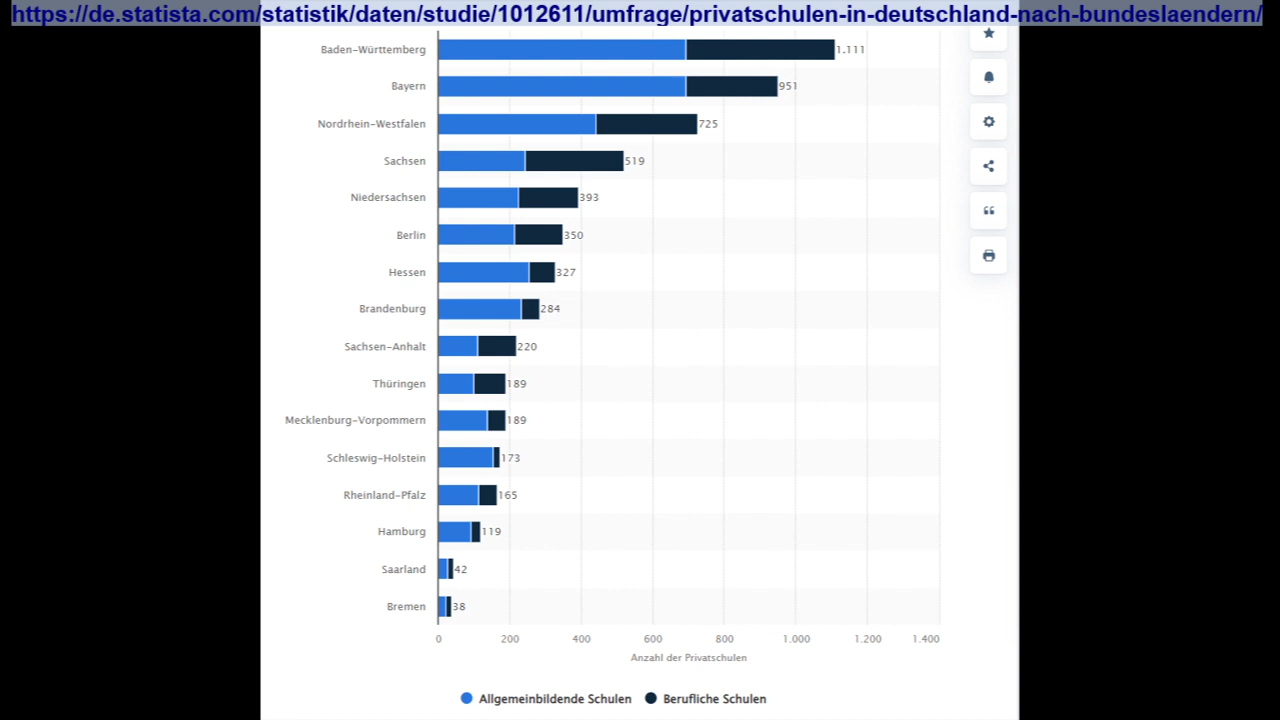 https://de.statista.com/statistik/daten/studie/1012611/umfrage/privatschulen-in-deutschland-nach-bundeslaendern/
Baden-Württemberg 1.111
Bayern 951
Nordrhein-Westfalen 725
Sachsen 519
Niedersachsen 393
Berlin 350
Hessen 327
Brandenburg 284
Sachsen-Anhalt 220
Thüringen 189
Mecklenburg-Vorpommern 189
Schleswig-Holstein 173
Rheinland-Pfalz 165
Hamburg 119
Saarland 42
Bremen 38
0 200 400 600 800 1.000 1.200 1.400
Anzahl der Privatschulen
Allgemeinbildende Schulen Berufliche Schulen